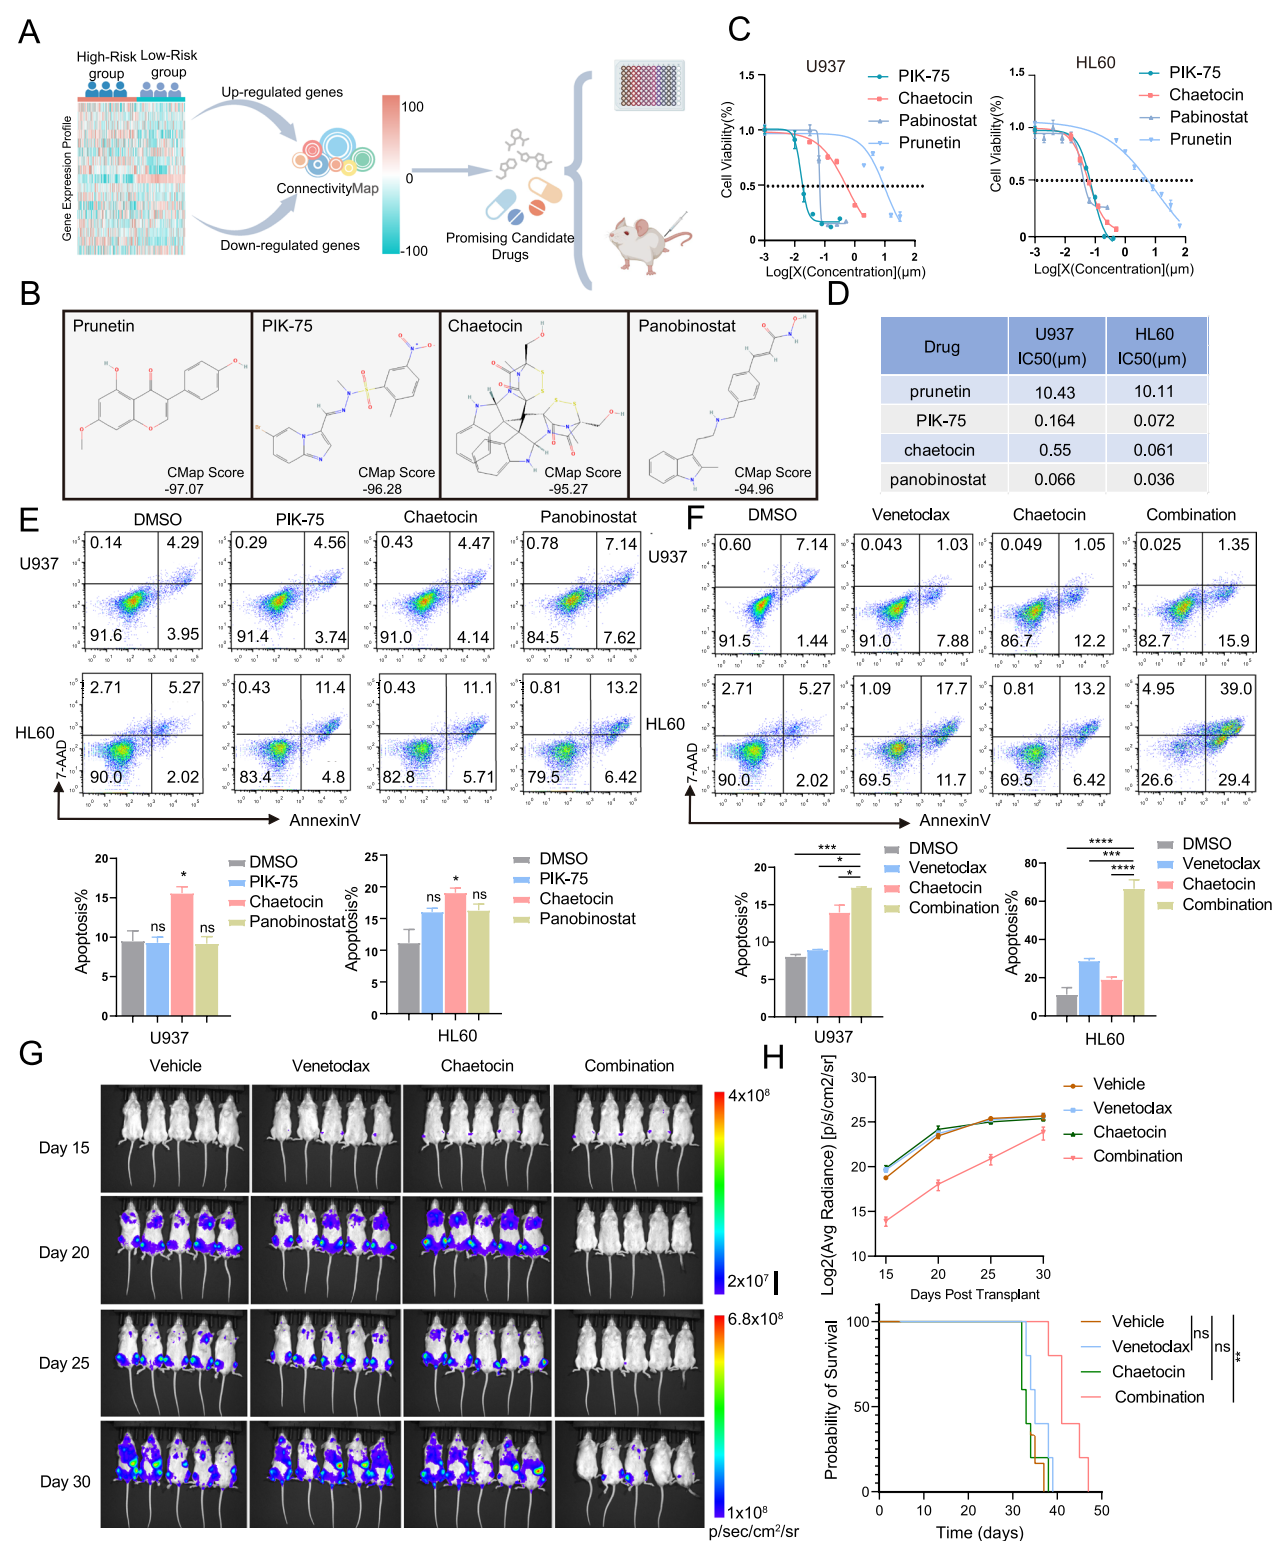 A
High-Risk group
Low-Risk group
Gene Expreesion Profile
Up-regulated genes
Down-regulated genes
ConnectivityMap
100
0
-100
Promising Candidate
Drugs
B
Prunetin
CMap Score
-97.07
PIK-75
CMap Score
-96.28
Chaetocin
CMap Score
-95.27
Panobinostat
CMap Score
-94.96
C
U937
PIK-75
Chaetocin
Pabinostat
Prunetin
Cell Viability(%)
1.5
1.0
0.5
0
-3 -2 -1 0 1 2
Log[X(Concentration](μm)
HL60
PIK-75
Chaetocin
Pabinostat
Prunetin
Cell Viability(%)
1.5
1.0
0.5
0
-3 -2 -1 0 1 2
Log[X(Concentration](μm)
D
Drug U937 IC50(μm) HL60 IC50(μm)
prunetin 10.43 10.11
PIK-75 0.164 0.072
chaetocin 0.55 0.061
panobinostat 0.066 0.036
E
DMSO PIK-75 Chaetocin Panobinostat
U937
0.14 4.29 0.29 4.56 0.43 4.47 0.78 7.14
91.6 3.95 91.4 3.74 91.0 4.14 84.5 7.62
HL60
2.71 5.27 0.43 11.4 0.43 11.1 0.81 13.2
90.0 2.02 83.4 4.8 82.8 5.71 79.5 6.42
7-AAD
AnnexinV
Apoptosis%
20
15
10
5
0
ns * ns
DMSO
PIK-75
Chaetocin
Panobinostat
U937
Apoptosis%
25
20
15
10
5
0
ns * ns
DMSO
PIK-75
Chaetocin
Panobinostat
HL60
F
DMSO Venetoclax Chaetocin Combination
U937
0.60 7.14 0.043 1.03 0.049 1.05 0.025 1.35
91.5 1.44 91.0 7.88 86.7 12.2 82.7 15.9
HL60
2.71 5.27 1.09 17.7 0.81 13.2 4.95 39.0
90.0 2.02 69.5 11.7 69.5 6.42 26.6 29.4
7-AAD
AnnexinV
Apoptosis%
20
15
10
5
0
***
*
*
DMSO
Venetoclax
Chaetocin
Combination
U937
Apoptosis%
80
60
40
20
0
****
***
****
DMSO
Venetoclax
Chaetocin
Combination
HL60
G
Vehicle Venetoclax Chaetocin Combination
Day 15
Day 20
Day 25
Day 30
4x10⁸
2x10⁷
6.8x10⁸
1x10⁸
p/sec/cm²/sr
H
Log2(Avg Radiance) [p/s/cm2/sr]
30
25
20
15
10
15 20 25 30
Days Post Transplant
Vehicle
Venetoclax
Chaetocin
Combination
Probability of Survival
100
50
0
0 10 20 30 40 50
Time (days)
Vehicle
Venetoclax
Chaetocin
Combination
ns
ns
**